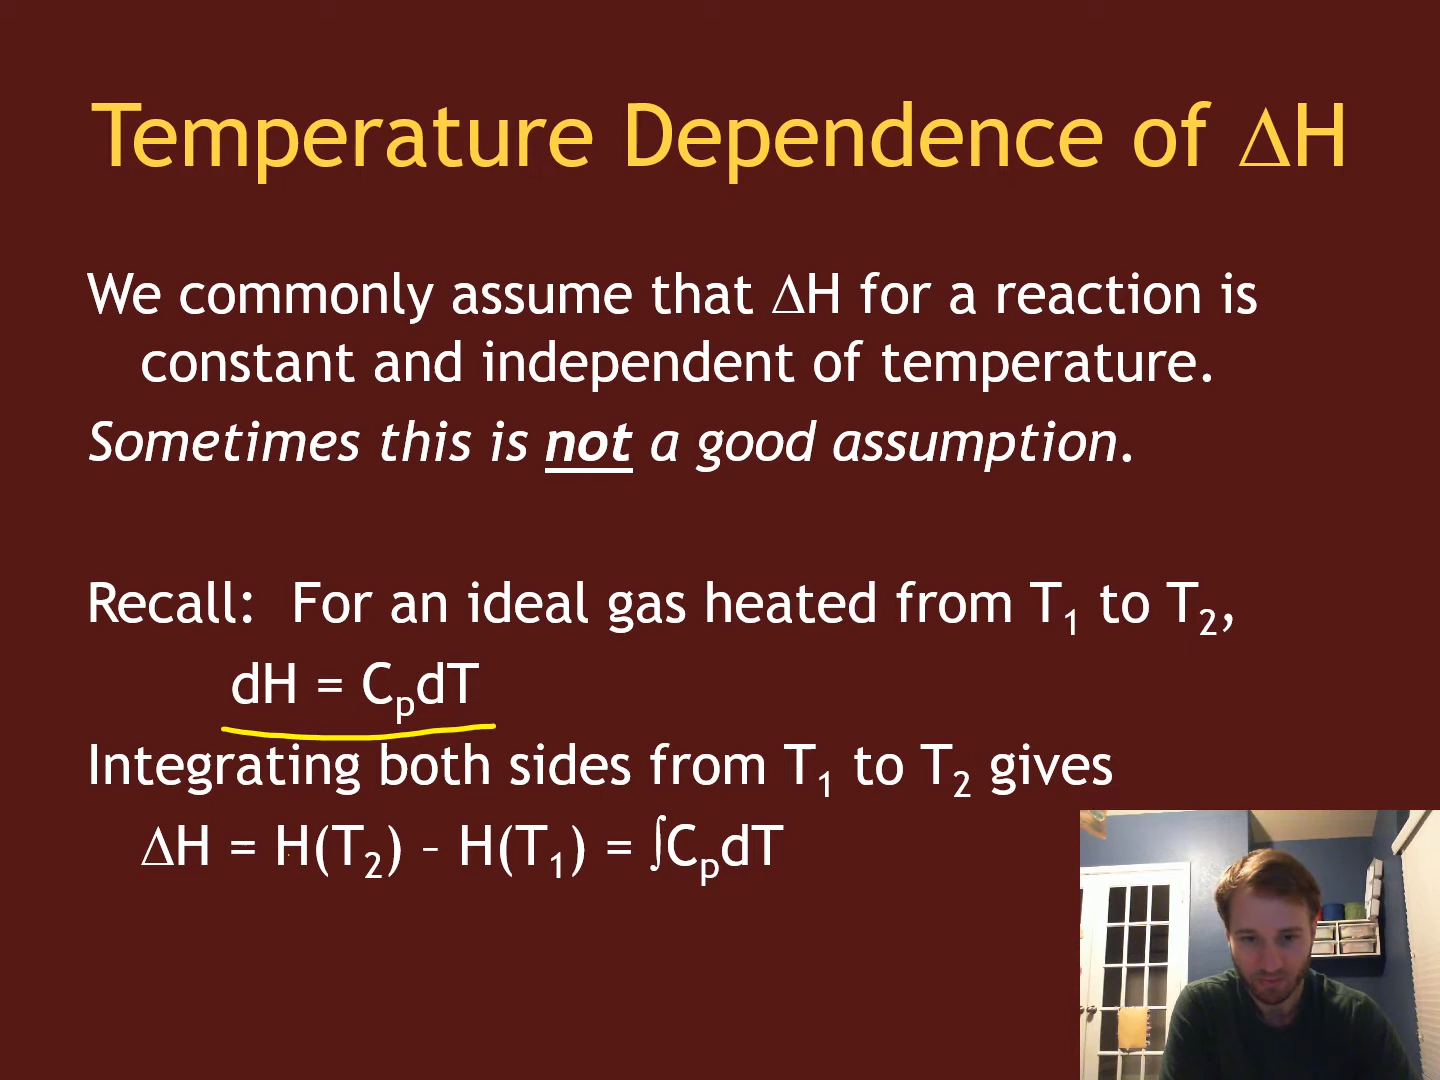 Temperature Dependence of ΔH
We commonly assume that ΔH for a reaction is
constant and independent of temperature.
Sometimes this is not a good assumption.
Recall: For an ideal gas heated from T₁ to T₂,
dH = CₚdT
Integrating both sides from T₁ to T₂ gives
ΔH = H(T₂) – H(T₁) = ∫CₚdT